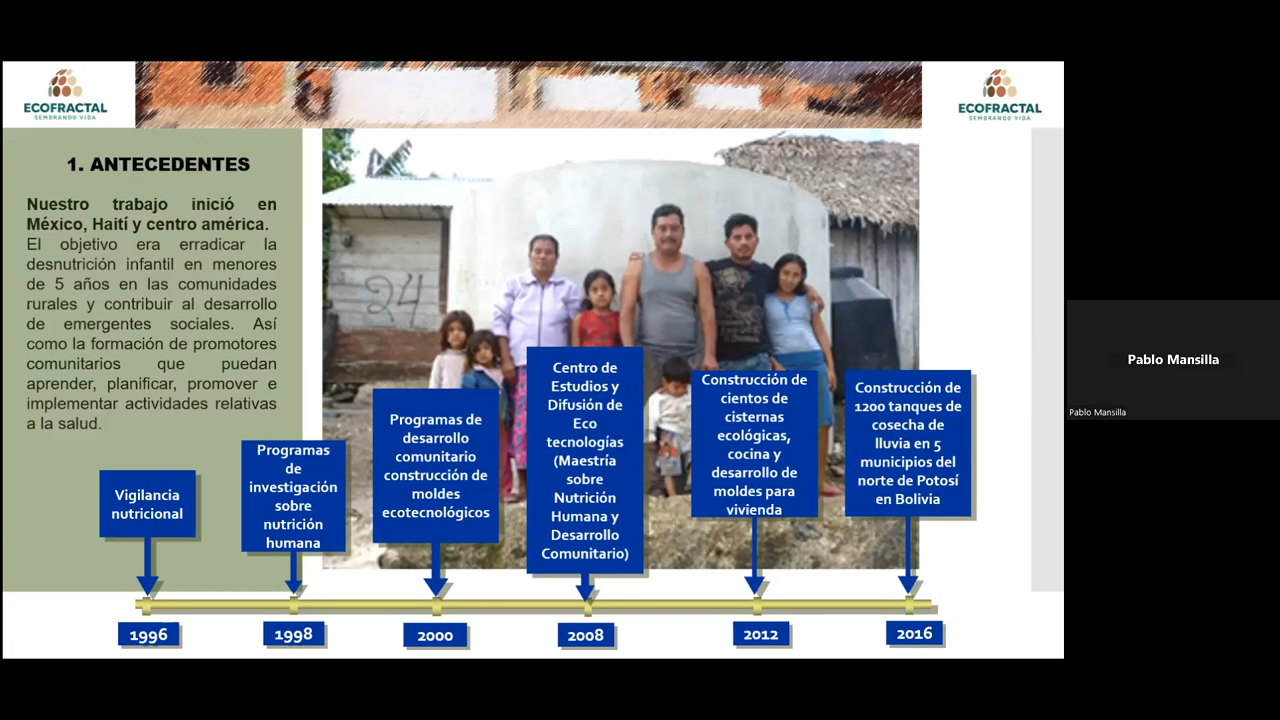 ECOFRACTAL
SEMBRANDO VIDA
ECOFRACTAL
SEMBRANDO VIDA
1. ANTECEDENTES
Nuestro trabajo inició en
México, Haití y centro américa.
El objetivo era erradicar la
desnutrición infantil en menores
de 5 años en las comunidades
rurales y contribuir al desarrollo
de emergentes sociales. Así
como la formación de promotores
comunitarios que puedan
aprender, planificar, promover e
implementar actividades relativas
a la salud.
24
Vigilancia
nutricional
Programas
de
investigación
sobre
nutrición
humana
Programas de
desarrollo
comunitario
construcción de
moldes
ecotecnológicos
Centro de
Estudios y
Difusión de
Eco
tecnologías
(Maestría
sobre
Nutrición
Humana y
Desarrollo
Comunitario)
Construcción de
cientos de
cisternas
ecológicas,
cocina y
desarrollo de
moldes para
vivienda
Construcción de
1200 tanques de
cosecha de
lluvia en 5
municipios del
norte de Potosí
en Bolivia
1996
1998
2000
2008
2012
2016
Pablo Mansilla
Pablo Mansilla